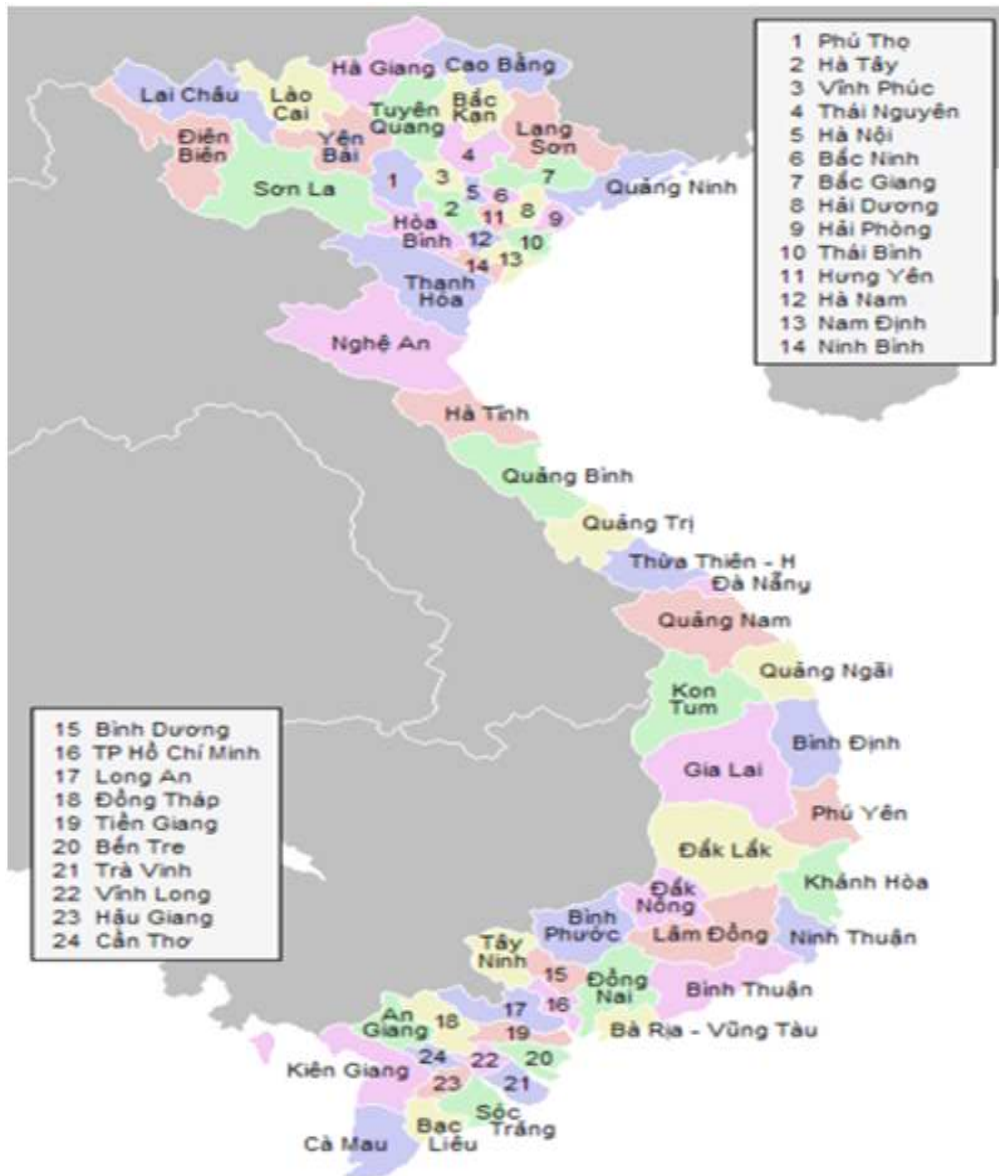 1 Phú Thọ
2 Hà Tây
3 Vĩnh Phúc
4 Thái Nguyên
5 Hà Nội
6 Bắc Ninh
7 Bắc Giang
8 Hải Dương
9 Hải Phòng
10 Thái Bình
11 Hưng Yên
12 Hà Nam
13 Nam Định
14 Ninh Bình
Hà Giang
Cao Bằng
Lai Châu
Lào
Cai
Tuyên
Quang
Bắc
Kạn
Điện
Biên
Yên
Bái
Lạng
Sơn
4
Sơn La
1
3
7
Quảng Ninh
5
6
2
11
8
9
Hòa
Bình
12
10
14
13
Thanh
Hóa
Nghệ An
Hà Tĩnh
Quảng Bình
Quảng Trị
Thừa Thiên - H
Đà Nẵng
Quảng Nam
Quảng Ngãi
Kon
Tum
Bình Định
Gia Lai
Phú Yên
Đắk Lắk
Khánh Hòa
Đắk
Nông
Bình
Phước
Lâm Đồng
Ninh Thuận
Tây
Ninh
15
Đồng
Nai
Bình Thuận
16
17
An
Giang
18
19
Bà Rịa - Vũng Tàu
24
22
20
Kiên Giang
23
21
Sóc
Trăng
Bạc
Liêu
Cà Mau
15 Bình Dương
16 TP Hồ Chí Minh
17 Long An
18 Đồng Tháp
19 Tiền Giang
20 Bến Tre
21 Trà Vinh
22 Vĩnh Long
23 Hậu Giang
24 Cần Thơ